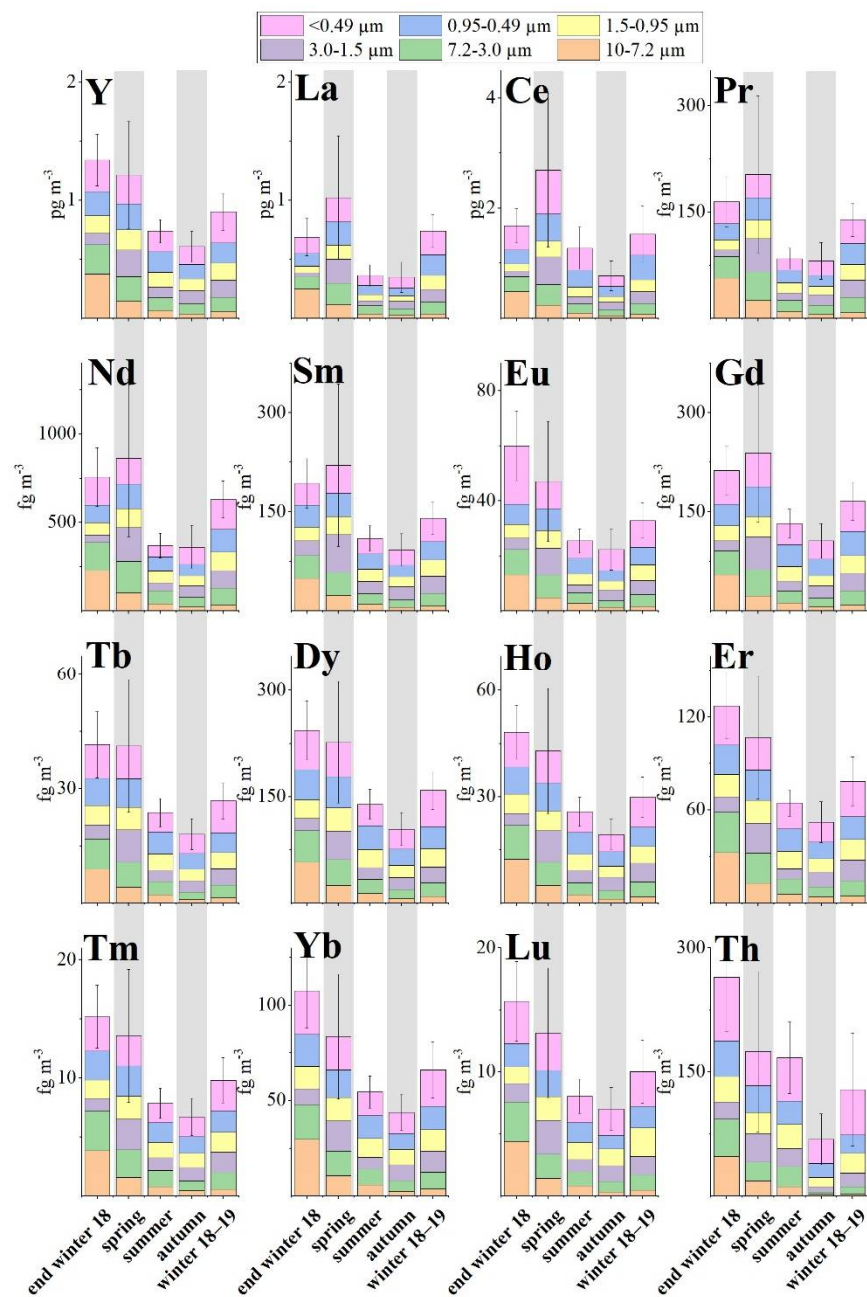 <0.49 µm 0.95-0.49 µm 1.5-0.95 µm
3.0-1.5 µm 7.2-3.0 µm 10-7.2 µm
Y La Ce Pr
2 2 4 300
pg m⁻³ pg m⁻³ pg m⁻³ fg m⁻³
1 1 2 150
Nd Sm Eu Gd
1000 300 80 300
fg m⁻³ fg m⁻³ fg m⁻³ fg m⁻³
500 150 40 150
Tb Dy Ho Er
60 300 60 120
fg m⁻³ fg m⁻³ fg m⁻³ fg m⁻³
30 150 30 60
Tm Yb Lu Th
20 100 20 300
fg m⁻³ fg m⁻³ fg m⁻³ fg m⁻³
10 50 10 150
end winter 18 spring summer autumn winter 18–19 end winter 18 spring summer autumn winter 18–19 end winter 18 spring summer autumn winter 18–19 end winter 18 spring summer autumn winter 18–19